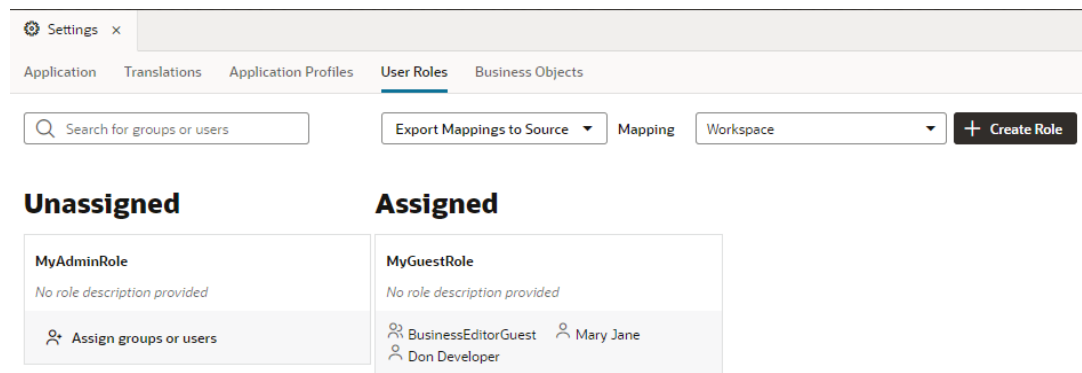 Settings
Application Translations Application Profiles User Roles Business Objects
Search for groups or users Export Mappings to Source Mapping Workspace Create Role
Unassigned Assigned
MyAdminRole MyGuestRole
No role description provided No role description provided
Assign groups or users BusinessEditorGuest Mary Jane
Don Developer